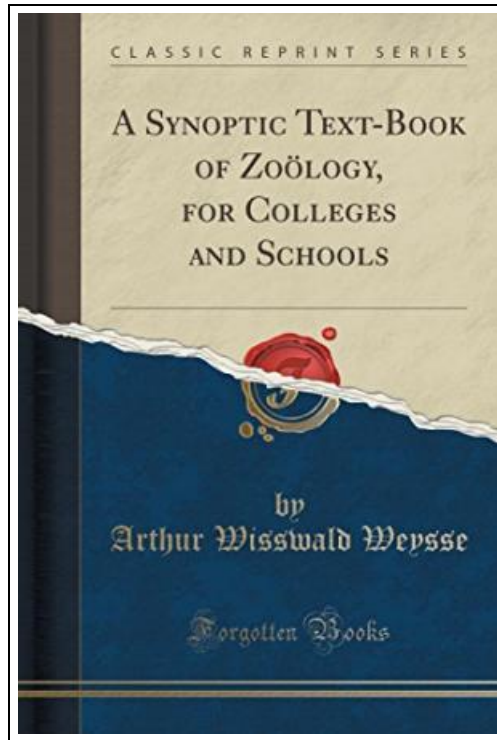 CLASSIC REPRINT SERIES
A SYNOPTIC TEXT-BOOK
OF ZOÖLOGY,
FOR COLLEGES
AND SCHOOLS
by
Arthur Wisswald Weysse
Forgotten Books